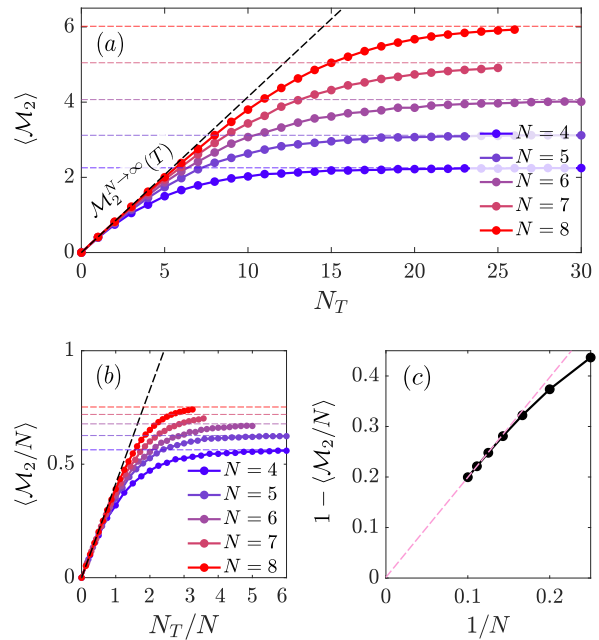 (a)
⟨M₂⟩
6
4
2
0
M₂^{N→∞}(T)
N = 4
N = 5
N = 6
N = 7
N = 8
0 5 10 15 20 25 30
N_T
(b)
⟨M₂/N⟩
1
0.5
0
N = 4
N = 5
N = 6
N = 7
N = 8
0 1 2 3 4 5 6
N_T/N
(c)
1 − ⟨M₂/N⟩
0.4
0.3
0.2
0.1
0
0 0.1 0.2
1/N